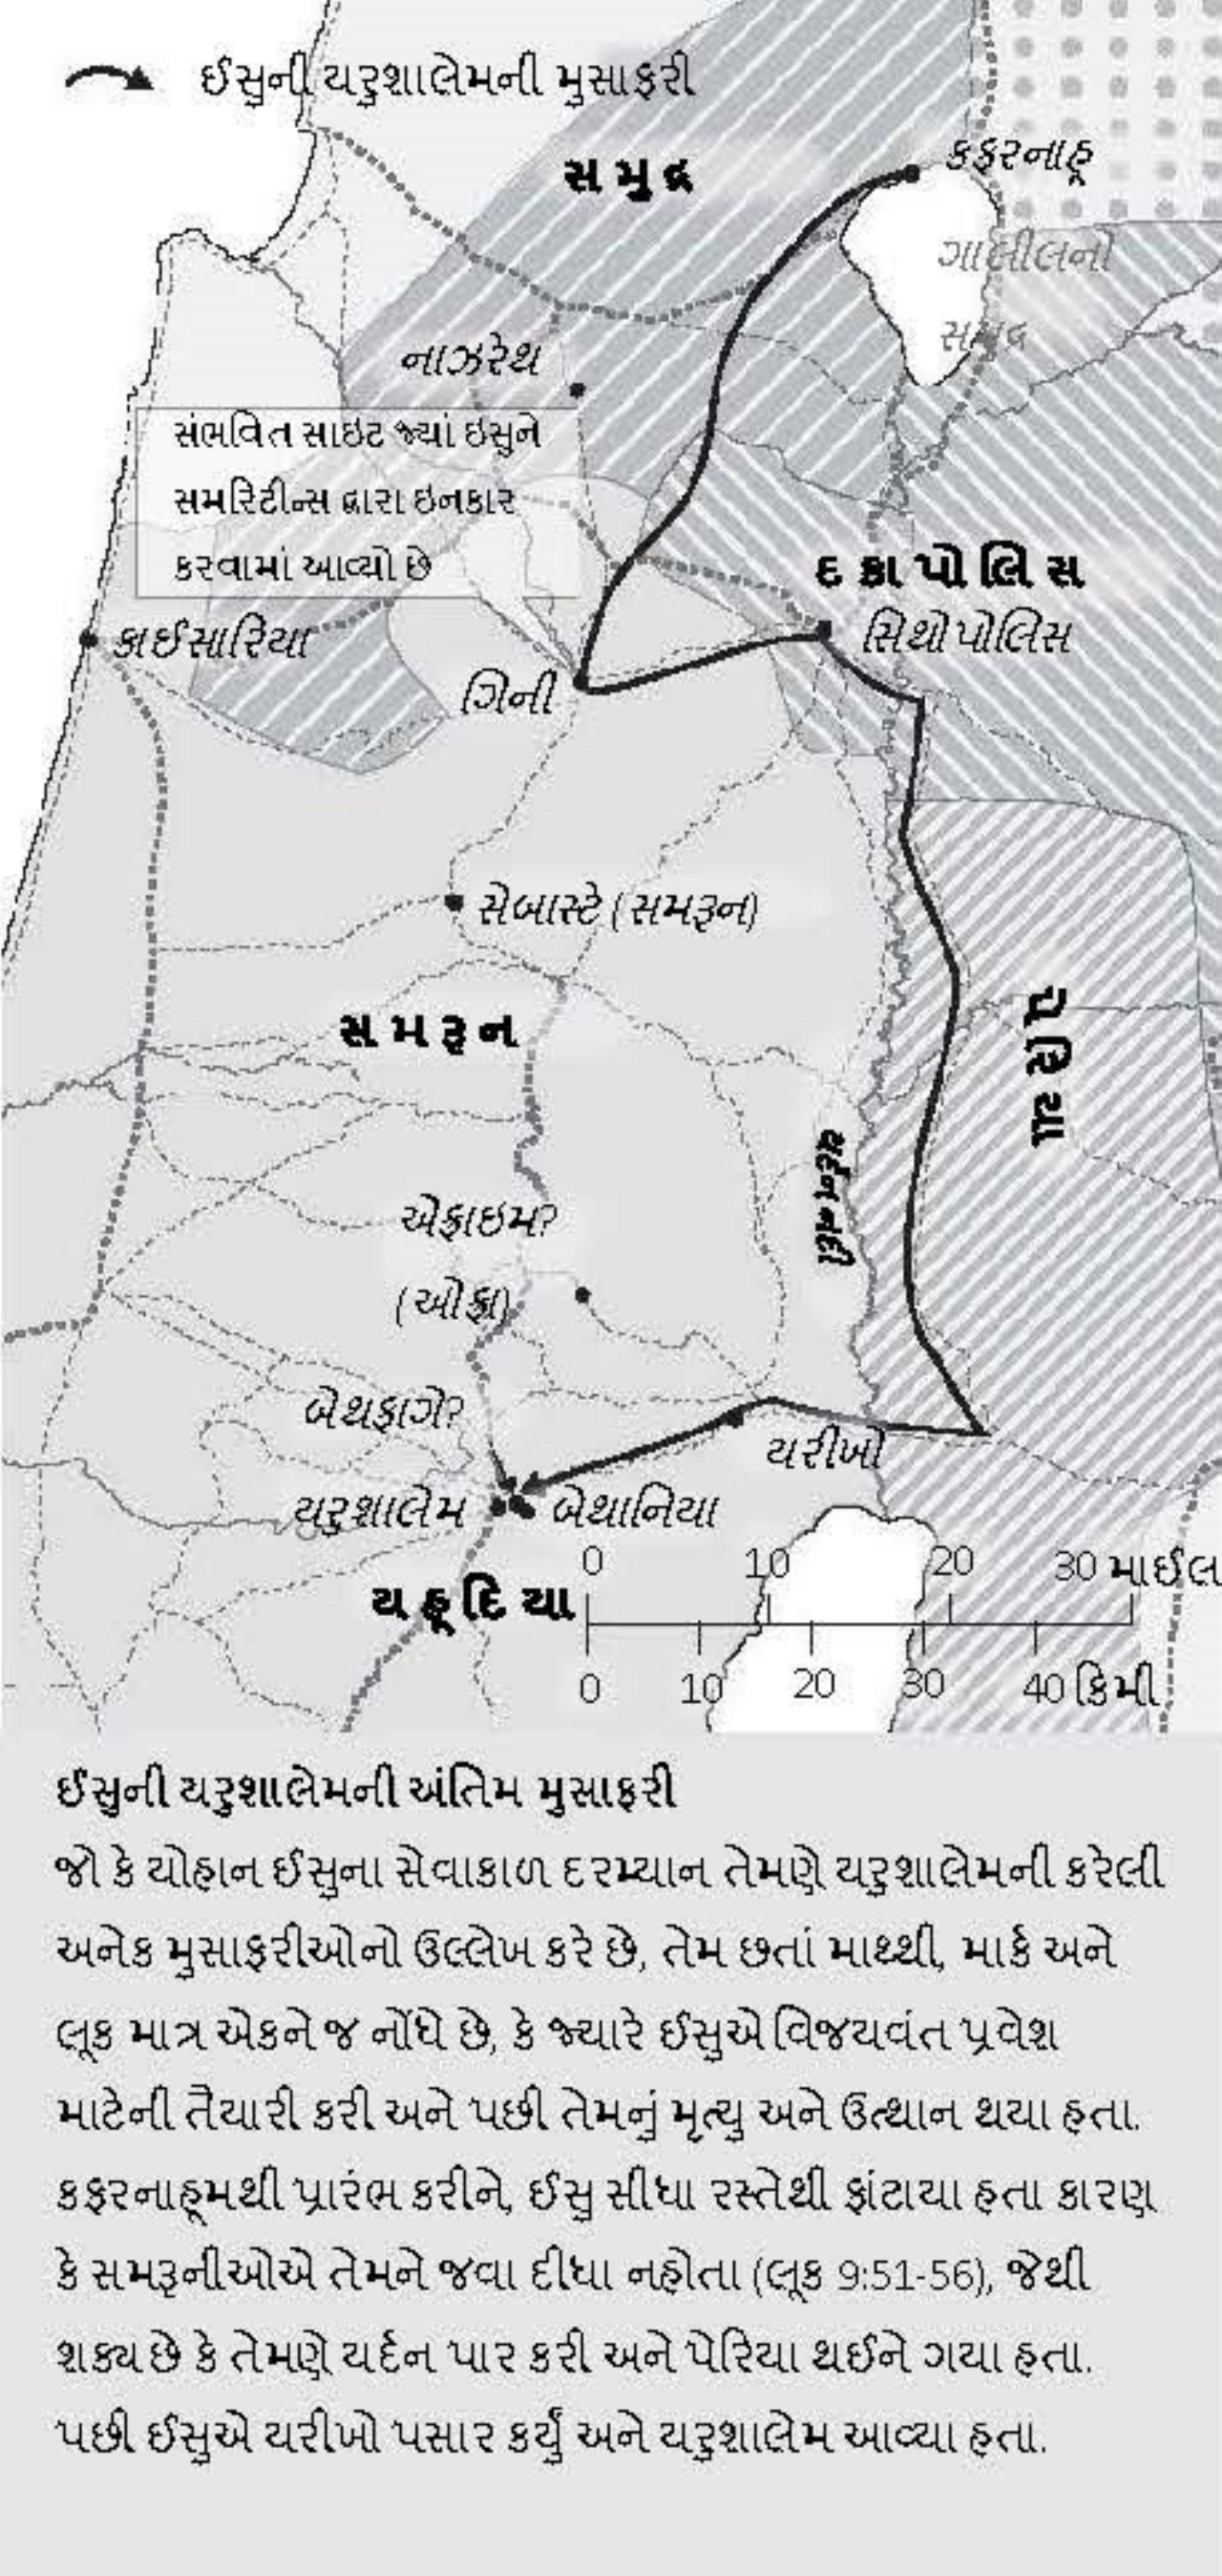 ઈસુની યરુશાલેમની મુસાફરી
સમુદ્ર
કફરનાહૂ
ગાલીલનો
સમુદ્ર
નાઝરેથ
સંભવિત સાઇટ જ્યાં ઇસુને
સમરિટીન્સ દ્વારા ઇનકાર
કરવામાં આવ્યો છે
દકાપોલિસ
સિથોપોલિસ
કાઈસારિયા
ગિની
સેબાસ્ટે (સમરૂન)
સમરૂન
પેરિયા
યર્દન નદી
એફ્રાઇમ?
(ઓફ્રા)
બેથફાગે?
યરીખો
યરુશાલેમ
બેથાનિયા
0 10 20 30 માઈલ
યહૂદિયા
0 10 20 30 40 કિમી
ઈસુની યરુશાલેમની અંતિમ મુસાફરી
જો કે યોહાન ઈસુના સેવાકાળ દરમ્યાન તેમણે યરુશાલેમની કરેલી
અનેક મુસાફરીઓનો ઉલ્લેખ કરે છે, તેમ છતાં માથ્થી, માર્ક અને
લૂક માત્ર એકને જ નોંધે છે, કે જ્યારે ઈસુએ વિજયવંત પ્રવેશ
માટેની તૈયારી કરી અને પછી તેમનું મૃત્યુ અને ઉત્થાન થયા હતા.
કફરનાહૂમથી પ્રારંભ કરીને, ઈસુ સીધા રસ્તેથી ફાંટાયા હતા કારણ
કે સમરૂનીઓએ તેમને જવા દીધા નહોતા (લૂક 9:51-56), જેથી
શક્ય છે કે તેમણે યર્દન પાર કરી અને પેરિયા થઈને ગયા હતા.
પછી ઈસુએ યરીખો પસાર કર્યું અને યરુશાલેમ આવ્યા હતા.